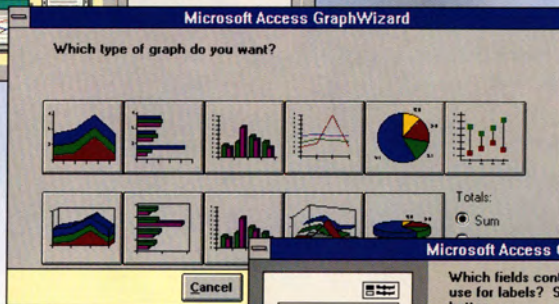 Microsoft Access GraphWizard
Which type of graph do you want?
Totals:
Sum
Microsoft Access
Cancel
Which fields cont
use for labels? S